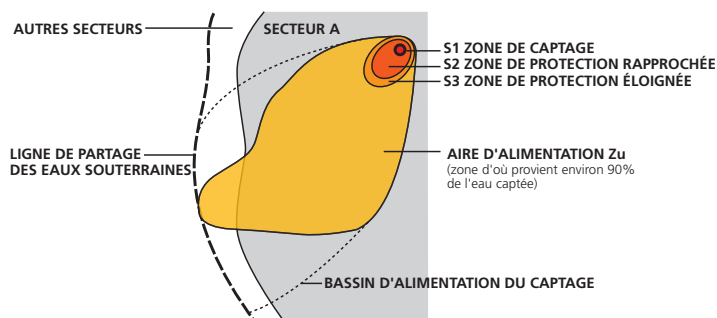 AUTRES SECTEURS
SECTEUR A
S1 ZONE DE CAPTAGE
S2 ZONE DE PROTECTION RAPPROCHÉE
S3 ZONE DE PROTECTION ÉLOIGNÉE
LIGNE DE PARTAGE
DES EAUX SOUTERRAINES
AIRE D'ALIMENTATION Zu
(zone d'où provient environ 90%
de l'eau captée)
BASSIN D'ALIMENTATION DU CAPTAGE